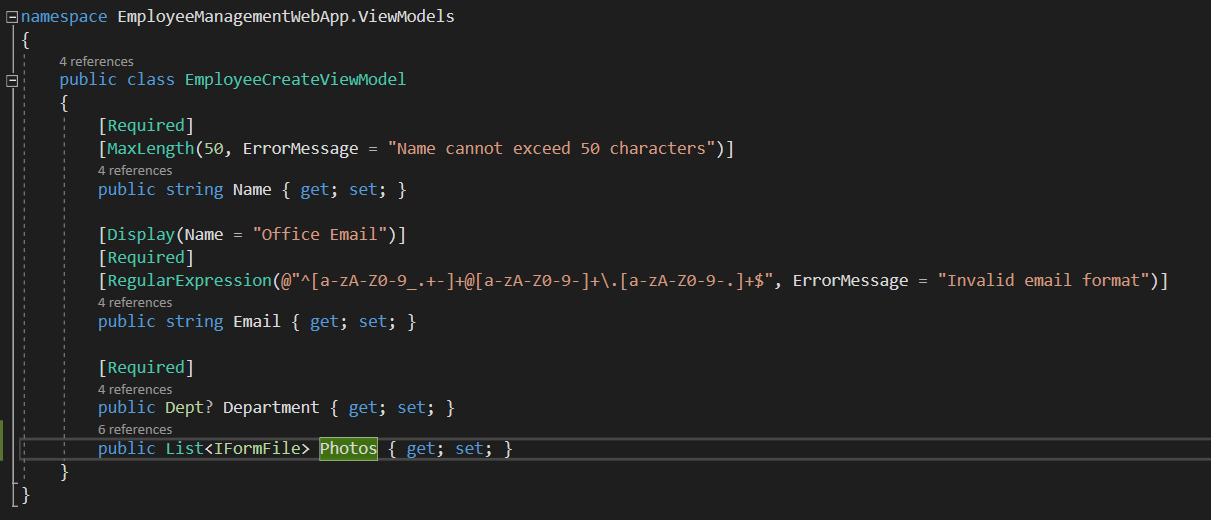 namespace EmployeeManagementWebApp.ViewModels
{
4 references
public class EmployeeCreateViewModel
{
[Required]
[MaxLength(50, ErrorMessage = "Name cannot exceed 50 characters")]
4 references
public string Name { get; set; }
[Display(Name = "Office Email")]
[Required]
[RegularExpression(@"^[a-zA-Z0-9_.+-]+@[a-zA-Z0-9-]+\.[a-zA-Z0-9-.]+$", ErrorMessage = "Invalid email format")]
4 references
public string Email { get; set; }
[Required]
4 references
public Dept? Department { get; set; }
6 references
public List<IFormFile> Photos { get; set; }
}
}